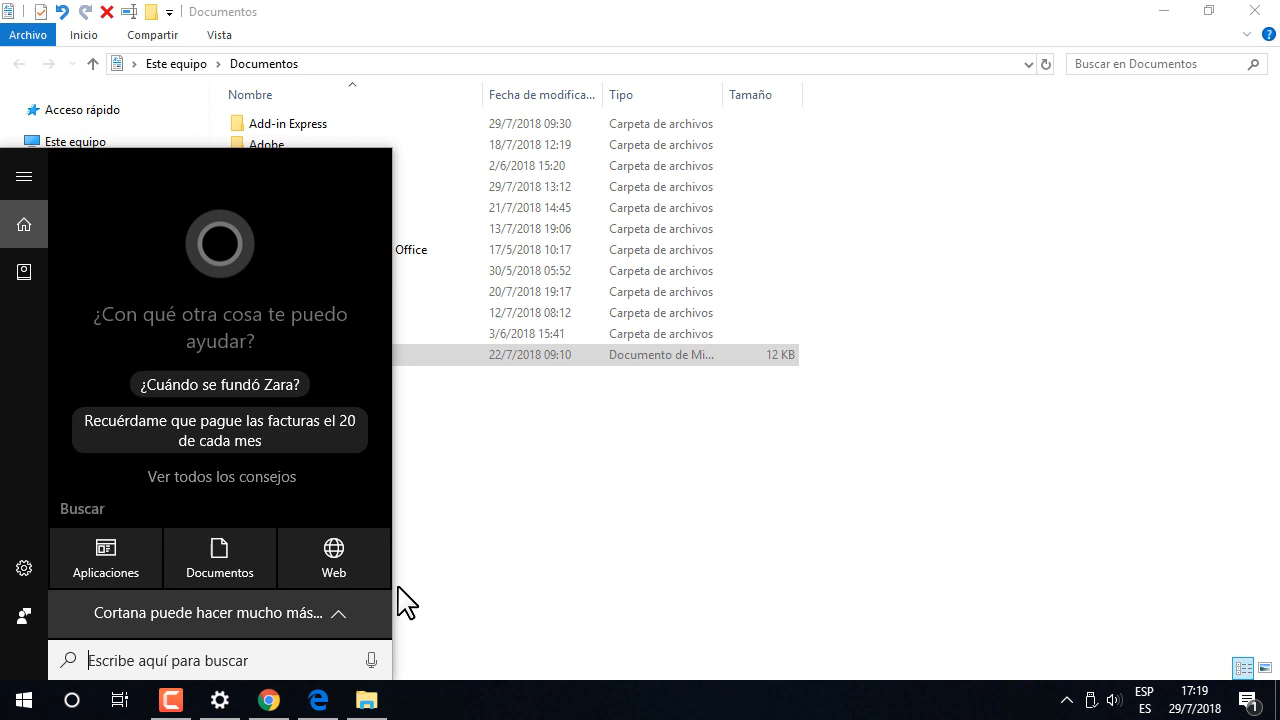 Documentos
Archivo
Inicio
Compartir
Vista
?
Este equipo
Documentos
Buscar en Documentos
Nombre
Fecha de modifica...
Tipo
Tamaño
Acceso rápido
Este equipo
Add-in Express
29/7/2018 09:30
Carpeta de archivos
Adobe
18/7/2018 12:19
Carpeta de archivos
2/6/2018 15:20
Carpeta de archivos
29/7/2018 13:12
Carpeta de archivos
21/7/2018 14:45
Carpeta de archivos
13/7/2018 19:06
Carpeta de archivos
Office
17/5/2018 10:17
Carpeta de archivos
30/5/2018 05:52
Carpeta de archivos
20/7/2018 19:17
Carpeta de archivos
12/7/2018 08:12
Carpeta de archivos
3/6/2018 15:41
Carpeta de archivos
22/7/2018 09:10
Documento de Mi...
12 KB
¿Con qué otra cosa te puedo
ayudar?
¿Cuándo se fundó Zara?
Recuérdame que pague las facturas el 20
de cada mes
Ver todos los consejos
Buscar
Aplicaciones
Documentos
Web
Cortana puede hacer mucho más...
Escribe aquí para buscar
ESP
ES
17:19
29/7/2018
1